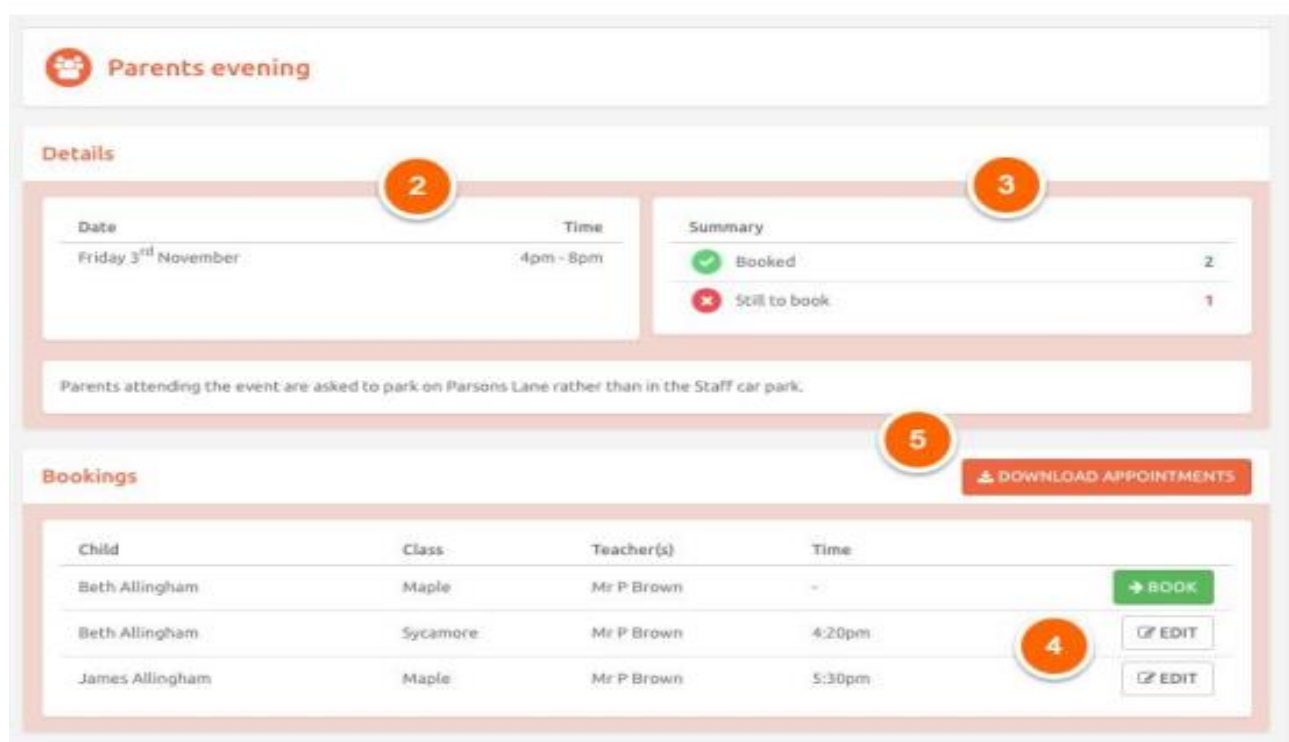 Parents evening
Details
2
3
Date Time
Friday 3rd November 4pm - 8pm
Summary
Booked 2
Still to book 1
Parents attending the event are asked to park on Parsons Lane rather than in the Staff car park.
5
Bookings DOWNLOAD APPOINTMENTS
Child Class Teacher(s) Time
Beth Allingham Maple Mr P Brown - BOOK
Beth Allingham Sycamore Mr P Brown 4:20pm EDIT
4
James Allingham Maple Mr P Brown 5:30pm EDIT